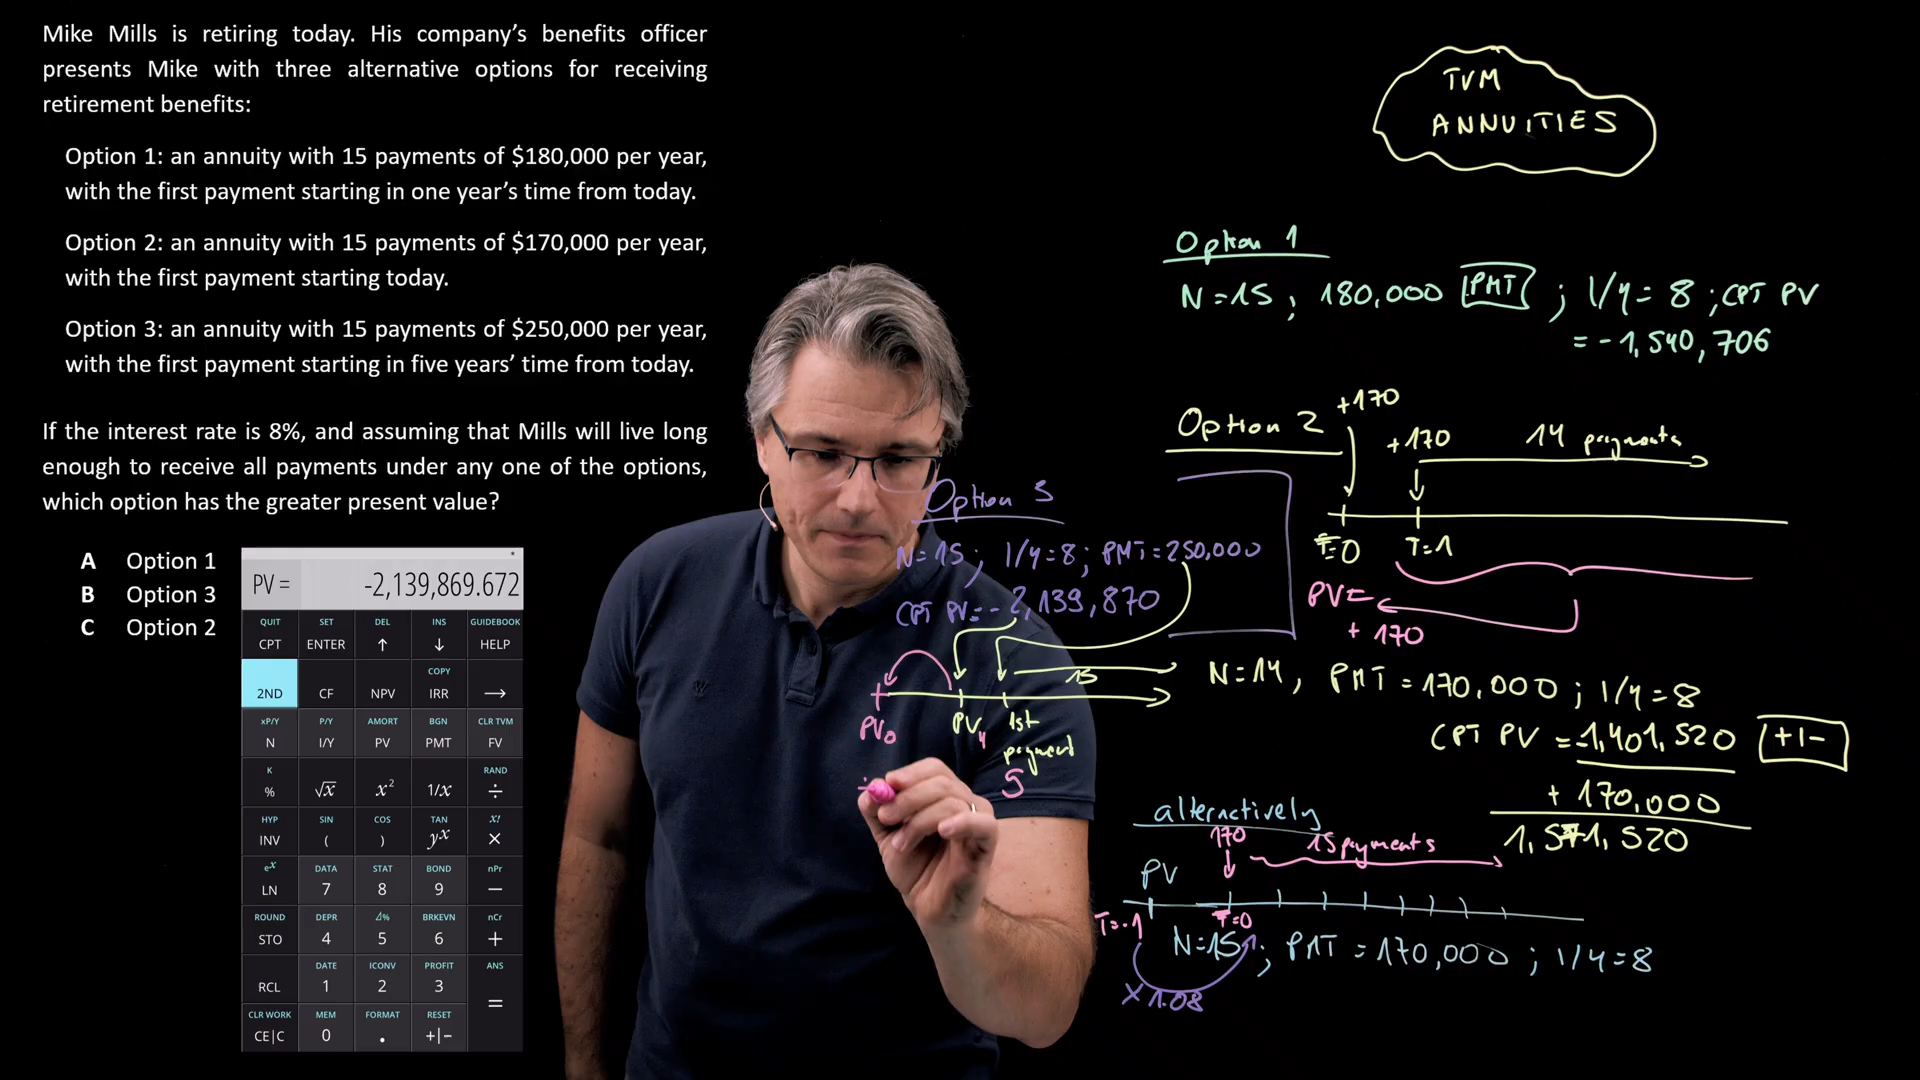 Mike Mills is retiring today. His company’s benefits officer
presents Mike with three alternative options for receiving
retirement benefits:
Option 1: an annuity with 15 payments of $180,000 per year,
with the first payment starting in one year’s time from today.
Option 2: an annuity with 15 payments of $170,000 per year,
with the first payment starting today.
Option 3: an annuity with 15 payments of $250,000 per year,
with the first payment starting in five years’ time from today.
If the interest rate is 8%, and assuming that Mills will live long
enough to receive all payments under any one of the options,
which option has the greater present value?
A Option 1
B Option 3
C Option 2
PV = -2,139,869.672
QUIT SET DEL INS GUIDEBOOK
CPT ENTER ↑ ↓ HELP
COPY
2ND CF NPV IRR →
xP/Y P/Y AMORT BGN CLR TVM
N I/Y PV PMT FV
K RAND
% √x x² 1/x ÷
HYP SIN COS TAN x!
INV ( ) yˣ ×
eˣ DATA STAT BOND nPr
LN 7 8 9 −
ROUND DEPR Δ% BRKEVN nCr
STO 4 5 6 +
DATE ICONV PROFIT ANS
RCL 1 2 3 =
CLR WORK MEM FORMAT RESET
CE|C 0 . +|-
TVM
ANNUITIES
Option 1
N=15 ; 180,000 PMT ; I/Y = 8 ; CPT PV
= -1,540,706
Option 2
+170
+170 14 payments
T=0 T=1
PV=
+ 170
N=14, PMT = 170,000 ; I/Y = 8
CPT PV = -1,401,520 +|-
+ 170,000
1,571,520
Option 3
N=15 ; I/Y=8 ; PMT=250,000
CPT PV=-2,139,870
15
PV0 PV4 1st
payment
5
alternctively
170 15 payments
PV
T=-1 T=0
N=15 ; PMT = 170,000 ; I/Y=8
×1.08